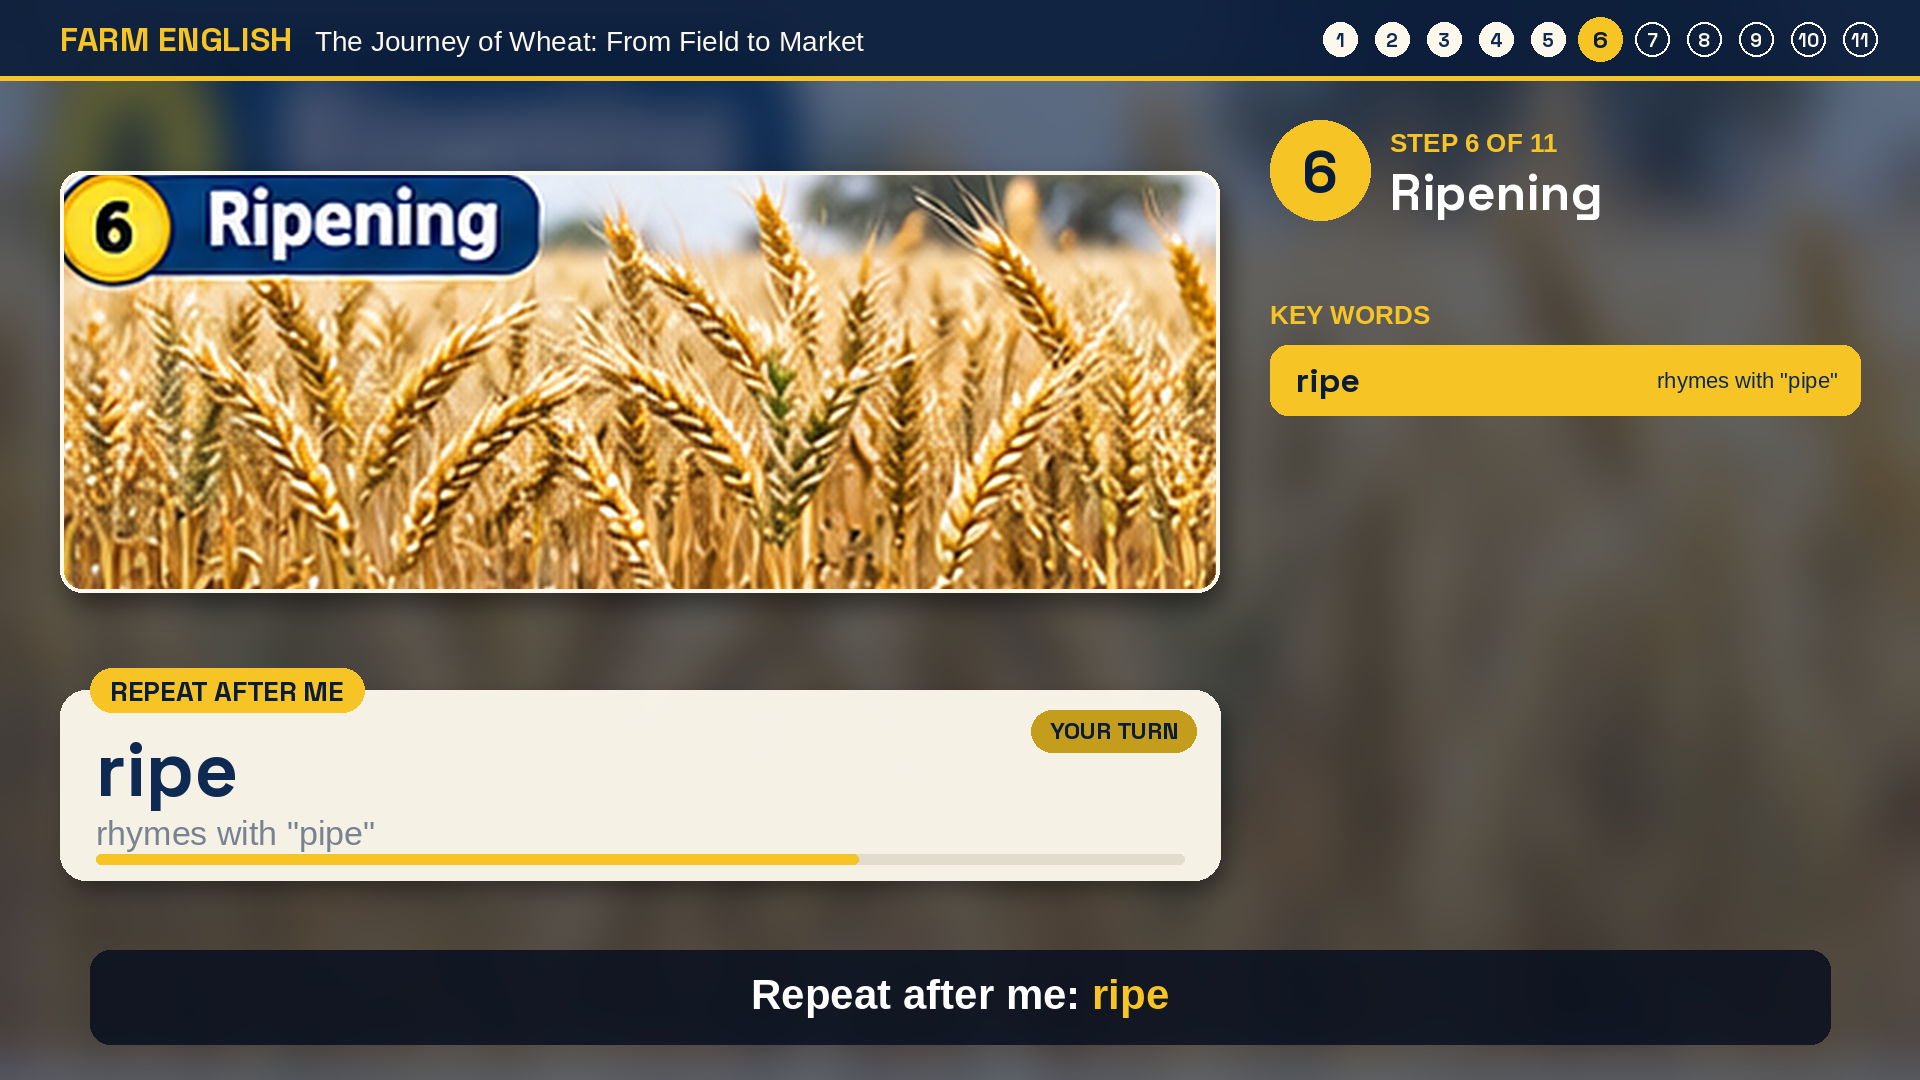 FARM ENGLISH The Journey of Wheat: From Field to Market 1 2 3 4 5 6 7 8 9 10 11
6 Ripening
6
STEP 6 OF 11
Ripening
KEY WORDS
ripe rhymes with "pipe"
REPEAT AFTER ME
YOUR TURN
ripe
rhymes with "pipe"
Repeat after me: ripe